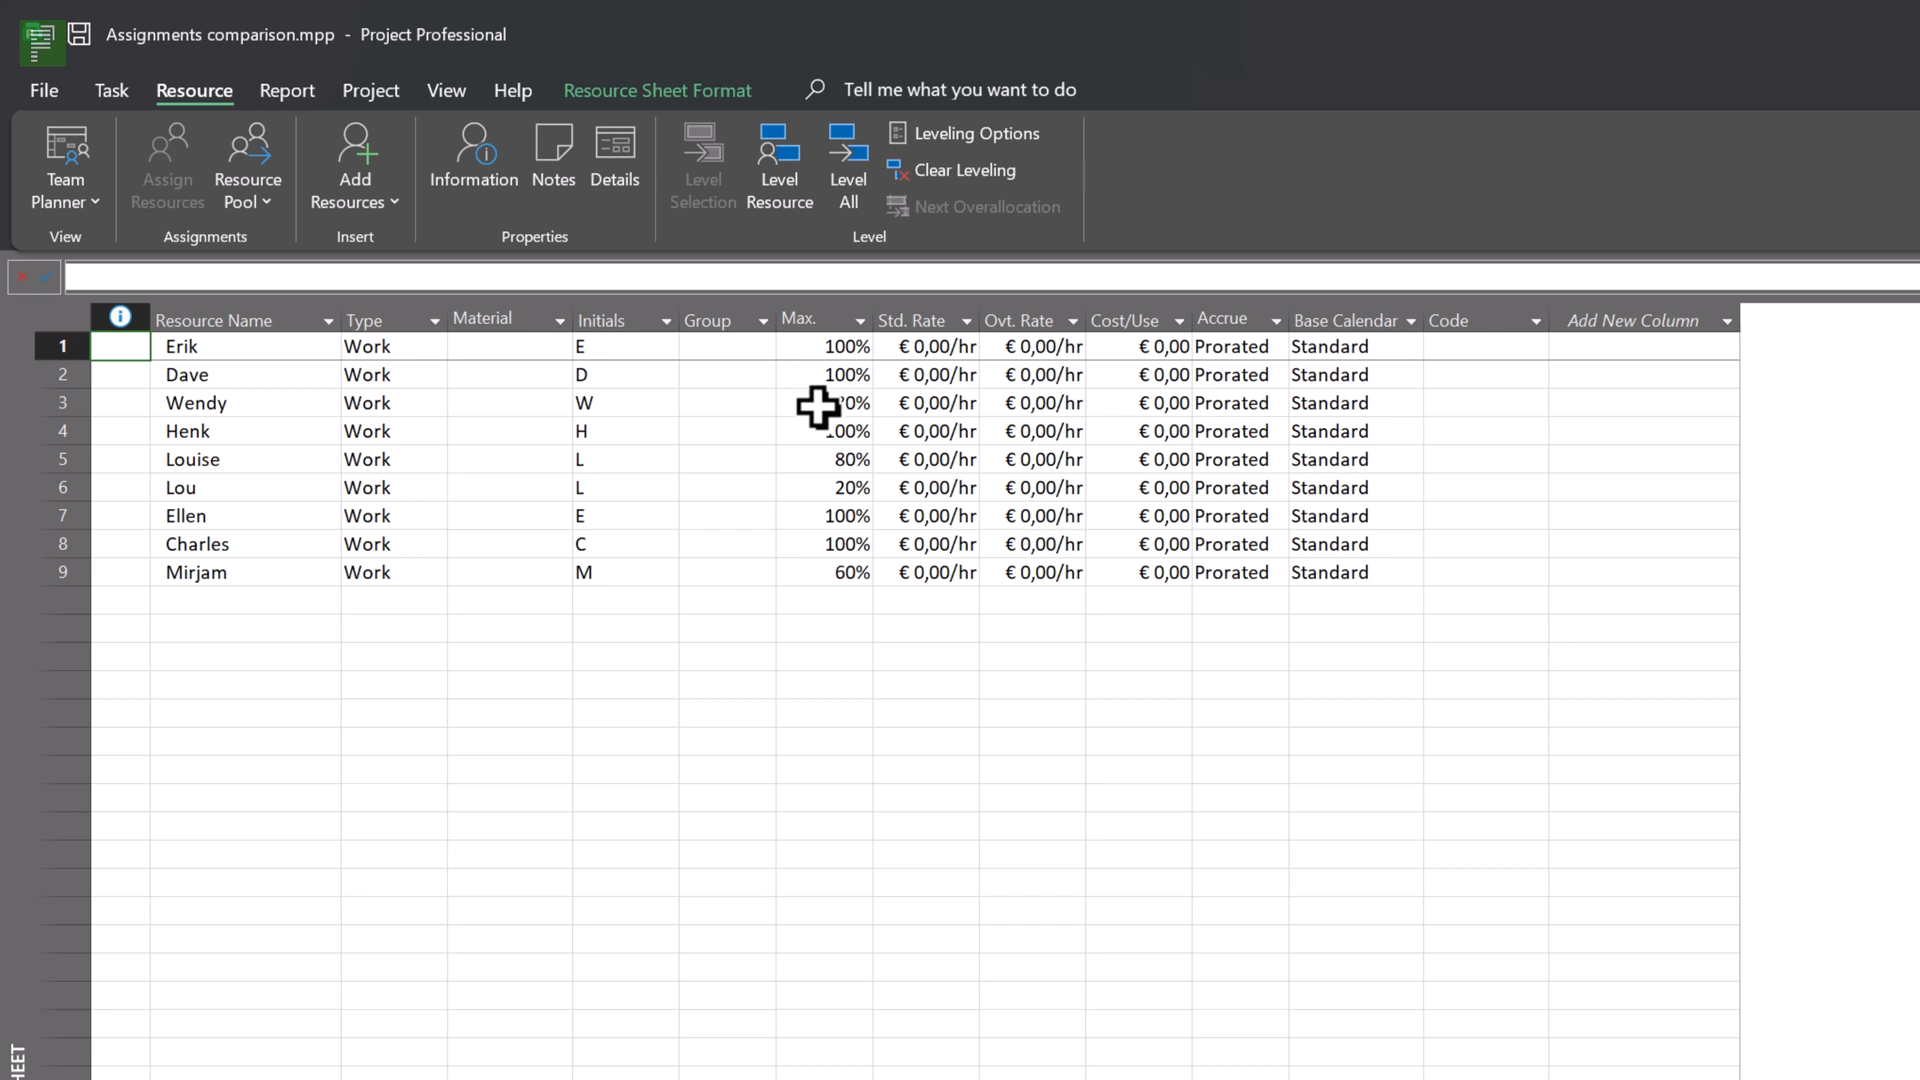 Assignments comparison.mpp - Project Professional
File Task Resource Report Project View Help Resource Sheet Format Tell me what you want to do
Team Planner
Assign Resources
Resource Pool
Add Resources
Information
Notes
Details
Level Selection
Level Resource
Level All
Leveling Options
Clear Leveling
Next Overallocation
View Assignments Insert Properties Level
Resource Name Type Material Initials Group Max. Std. Rate Ovt. Rate Cost/Use Accrue Base Calendar Code Add New Column
1 Erik Work E 100% € 0,00/hr € 0,00/hr € 0,00 Prorated Standard
2 Dave Work D 100% € 0,00/hr € 0,00/hr € 0,00 Prorated Standard
3 Wendy Work W € 0,00/hr € 0,00/hr € 0,00 Prorated Standard
4 Henk Work H 100% € 0,00/hr € 0,00/hr € 0,00 Prorated Standard
5 Louise Work L 80% € 0,00/hr € 0,00/hr € 0,00 Prorated Standard
6 Lou Work L 20% € 0,00/hr € 0,00/hr € 0,00 Prorated Standard
7 Ellen Work E 100% € 0,00/hr € 0,00/hr € 0,00 Prorated Standard
8 Charles Work C 100% € 0,00/hr € 0,00/hr € 0,00 Prorated Standard
9 Mirjam Work M 60% € 0,00/hr € 0,00/hr € 0,00 Prorated Standard